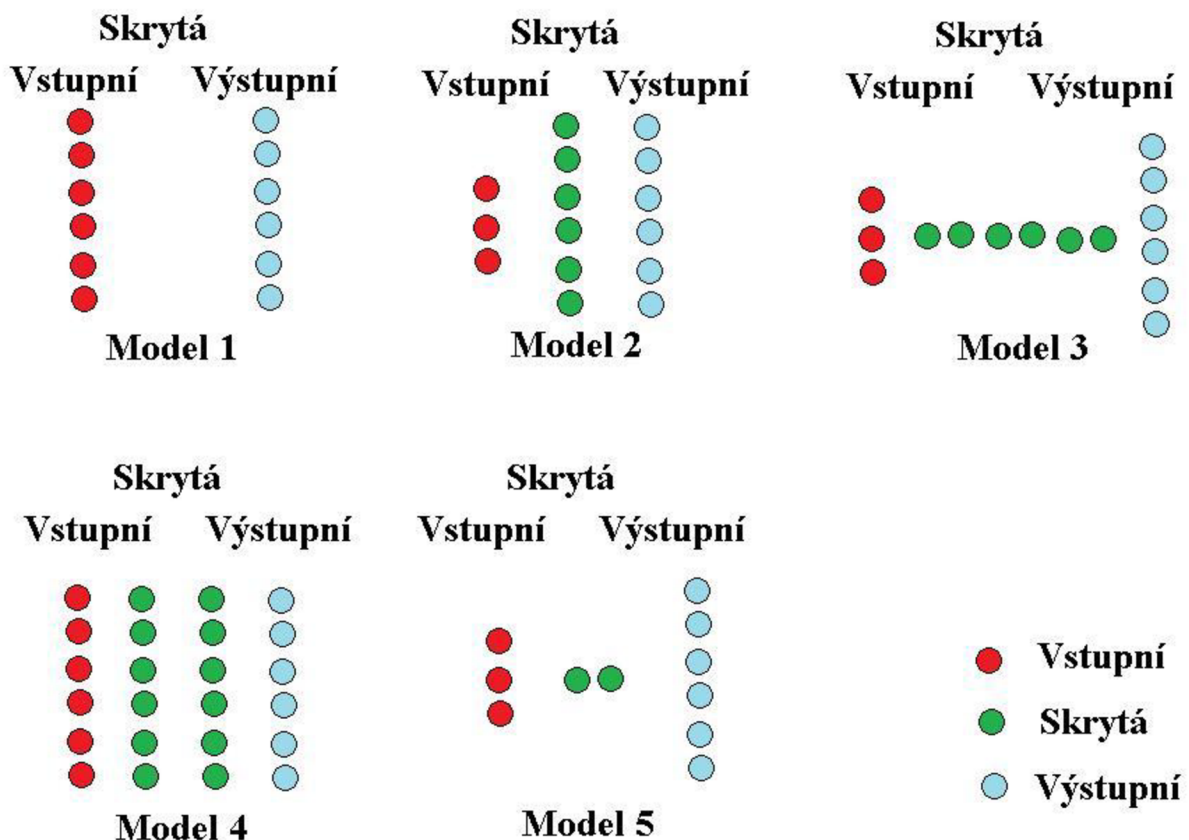 Skrytá
Vstupní Výstupní
Model 1
Skrytá
Vstupní Výstupní
Model 2
Skrytá
Vstupní Výstupní
Model 3
Skrytá
Vstupní Výstupní
Model 4
Skrytá
Vstupní Výstupní
Model 5
Vstupní
Skrytá
Výstupní